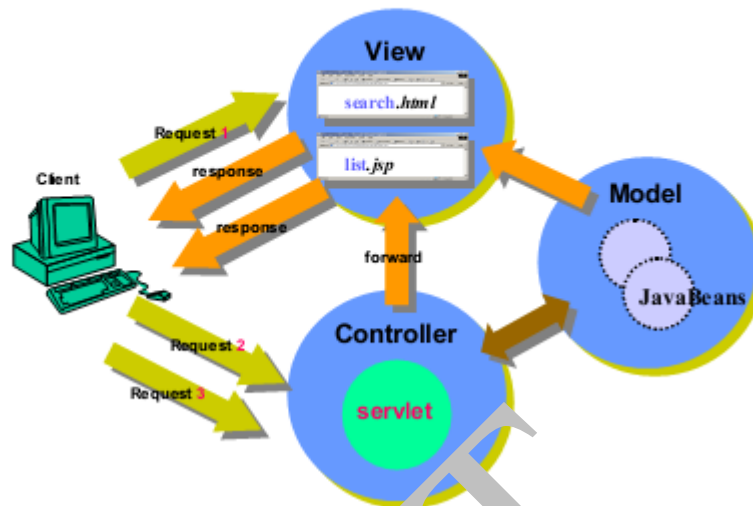 View
search.html
list.jsp
Request 1
response
response
Client
Model
JavaBeans
forward
Controller
servlet
Request 2
Request 3
T